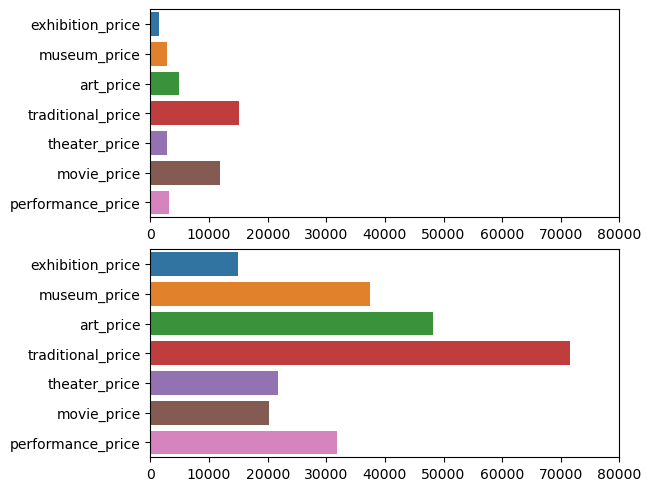 exhibition_price
museum_price
art_price
traditional_price
theater_price
movie_price
performance_price
0 10000 20000 30000 40000 50000 60000 70000 80000
exhibition_price
museum_price
art_price
traditional_price
theater_price
movie_price
performance_price
0 10000 20000 30000 40000 50000 60000 70000 80000